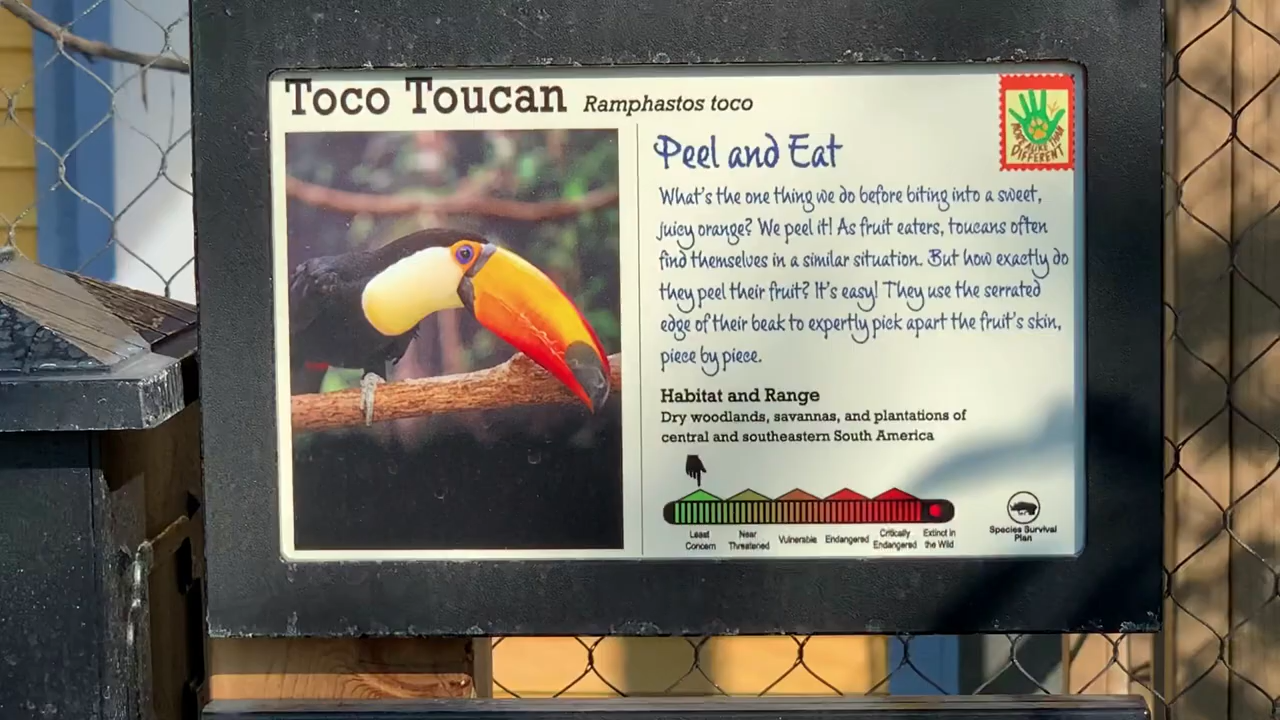 Toco Toucan Ramphastos toco
MORE ALIKE THAN
DIFFERENT
Peel and Eat
What's the one thing we do before biting into a sweet,
juicy orange? We peel it! As fruit eaters, toucans often
find themselves in a similar situation. But how exactly do
they peel their fruit? It's easy! They use the serrated
edge of their beak to expertly pick apart the fruit's skin,
piece by piece.
Habitat and Range
Dry woodlands, savannas, and plantations of
central and southeastern South America
Least
Concern
Near
Threatened
Vulnerable
Endangered
Critically
Endangered
Extinct in
the Wild
Species Survival
Plan